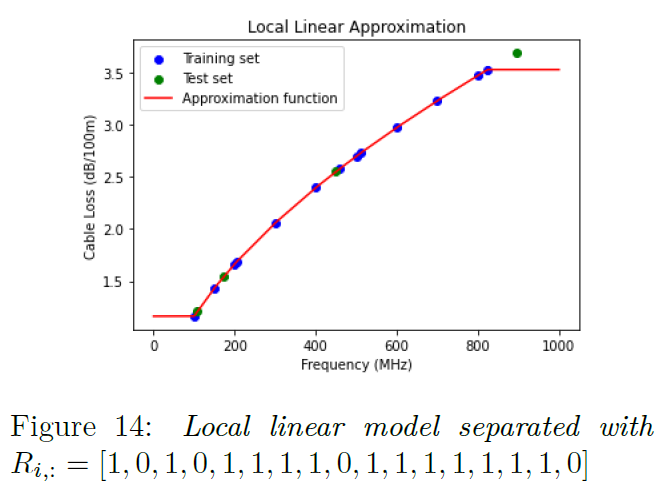 Local Linear Approximation
Training set
Test set
Approximation function
Cable Loss (dB/100m)
3.5
3.0
2.5
2.0
1.5
0 200 400 600 800 1000
Frequency (MHz)
Figure 14: Local linear model separated with
R_{i,:} = [1, 0, 1, 0, 1, 1, 1, 1, 0, 1, 1, 1, 1, 1, 1, 1, 0]